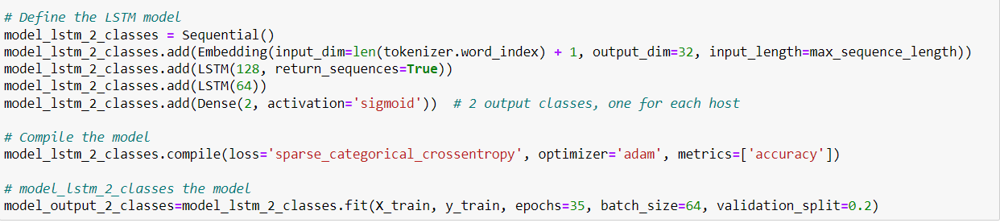 # Define the LSTM model
model_lstm_2_classes = Sequential()
model_lstm_2_classes.add(Embedding(input_dim=len(tokenizer.word_index) + 1, output_dim=32, input_length=max_sequence_length))
model_lstm_2_classes.add(LSTM(128, return_sequences=True))
model_lstm_2_classes.add(LSTM(64))
model_lstm_2_classes.add(Dense(2, activation='sigmoid'))  # 2 output classes, one for each host
# Compile the model
model_lstm_2_classes.compile(loss='sparse_categorical_crossentropy', optimizer='adam', metrics=['accuracy'])
# model_lstm_2_classes the model
model_output_2_classes=model_lstm_2_classes.fit(X_train, y_train, epochs=35, batch_size=64, validation_split=0.2)